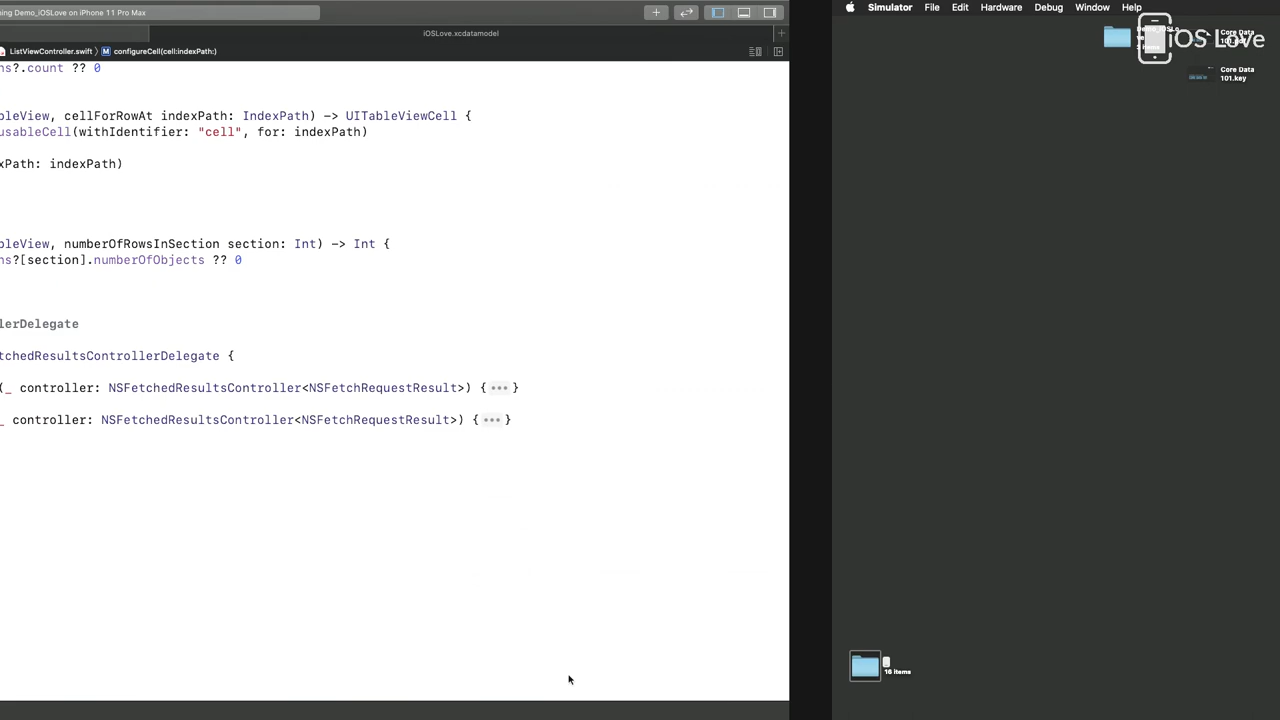 ning Demo_iOSLove on iPhone 11 Pro Max
iOSLove.xcdatamodel
ListViewController.swift 〉 M configureCell(cell:indexPath:)
ns?.count ?? 0
bleView, cellForRowAt indexPath: IndexPath) -> UITableViewCell {
usableCell(withIdentifier: "cell", for: indexPath)
xPath: indexPath)
bleView, numberOfRowsInSection section: Int) -> Int {
ns?[section].numberOfObjects ?? 0
lerDelegate
tchedResultsControllerDelegate {
(_ controller: NSFetchedResultsController<NSFetchRequestResult>) {•••}
_ controller: NSFetchedResultsController<NSFetchRequestResult>) {•••}
Simulator File Edit Hardware Debug Window Help
iOS Love
Core Data
101.key
16 items